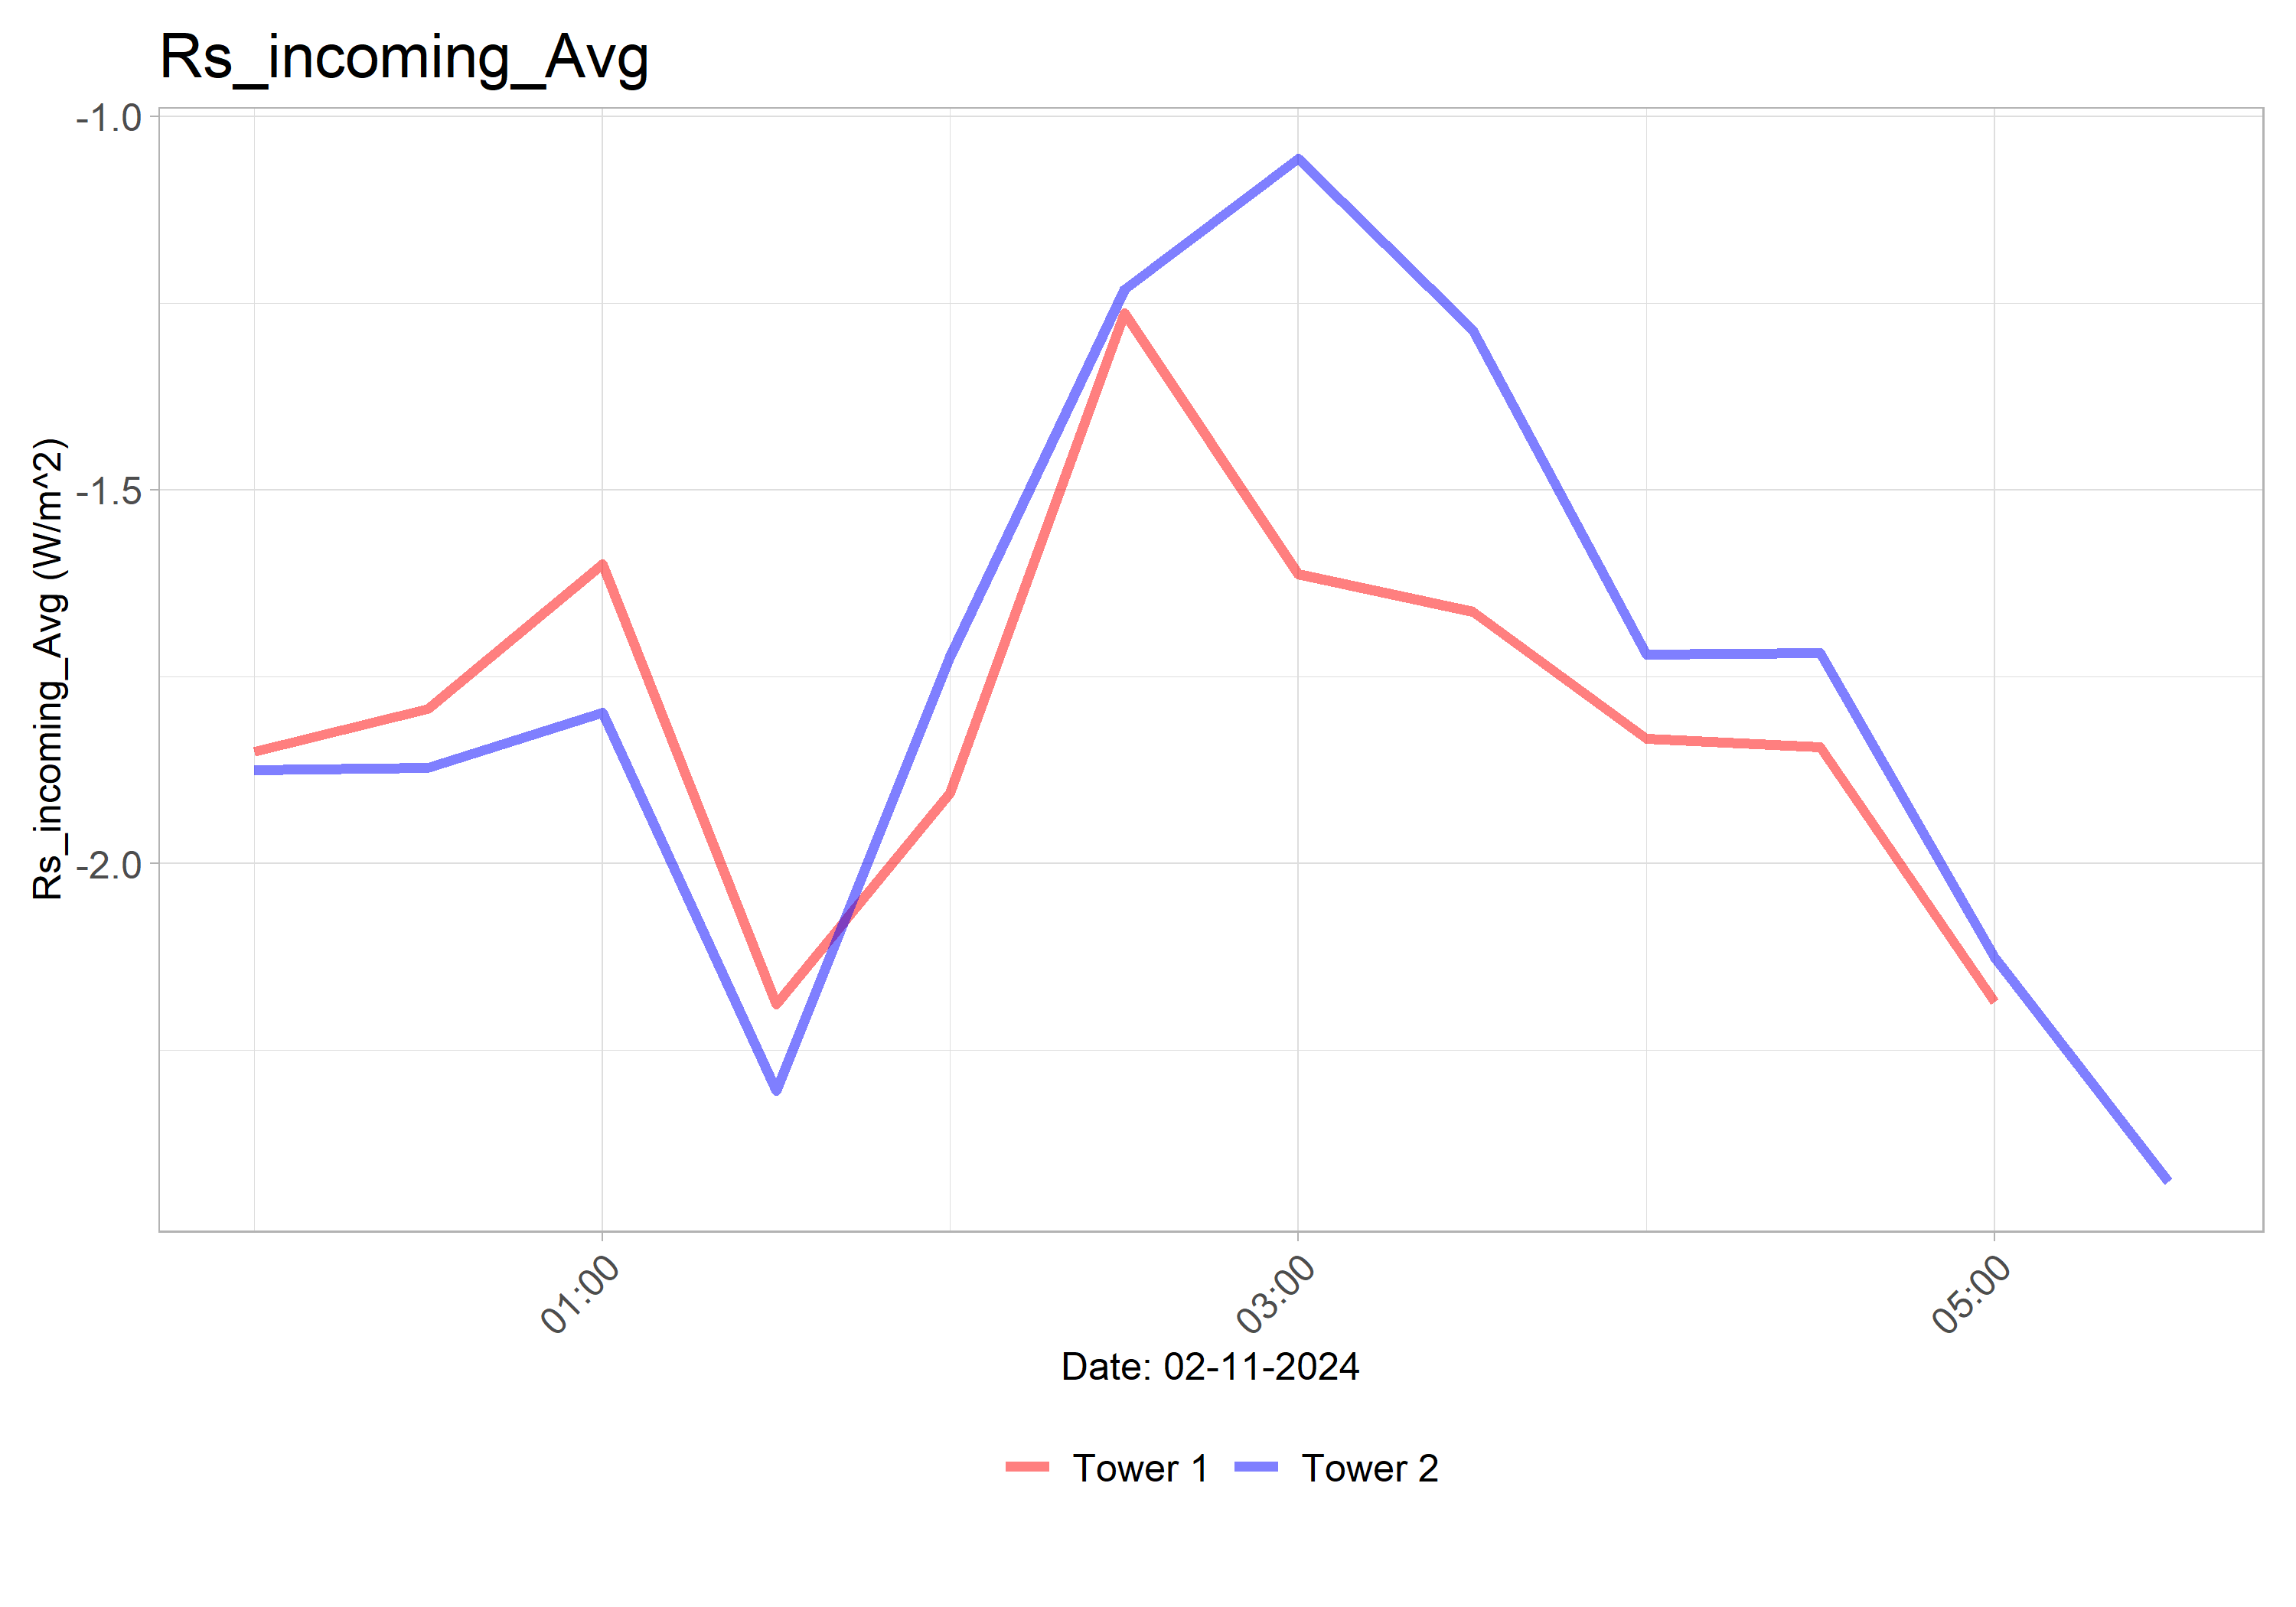 Rs_incoming_Avg
Rs_incoming_Avg (W/m^2)
-1.0
-1.5
-2.0
01:00
03:00
05:00
Date: 02-11-2024
Tower 1
Tower 2